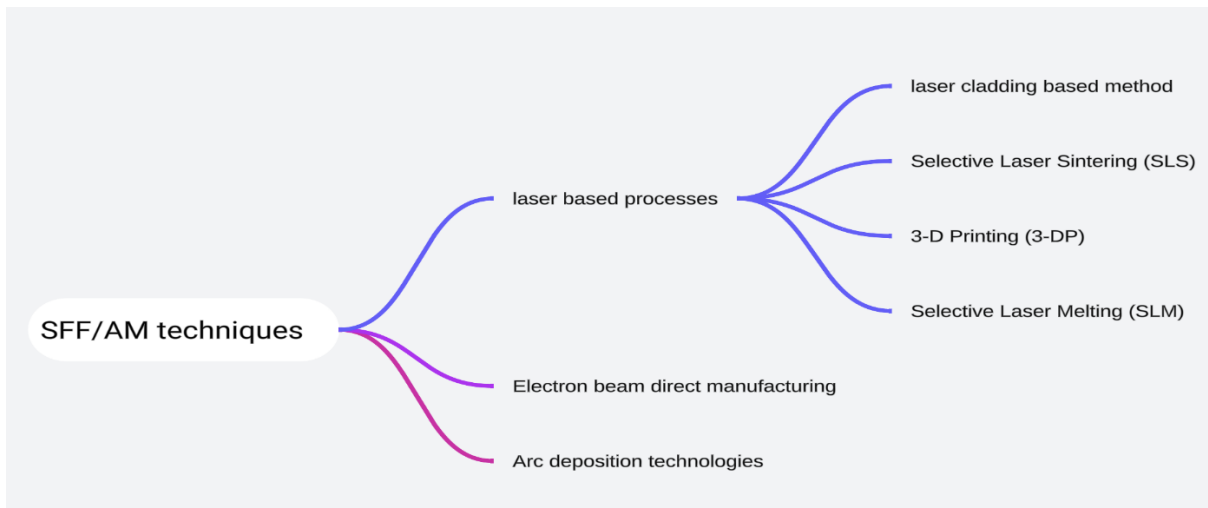 SFF/AM techniques
laser based processes
laser cladding based method
Selective Laser Sintering (SLS)
3-D Printing (3-DP)
Selective Laser Melting (SLM)
Electron beam direct manufacturing
Arc deposition technologies